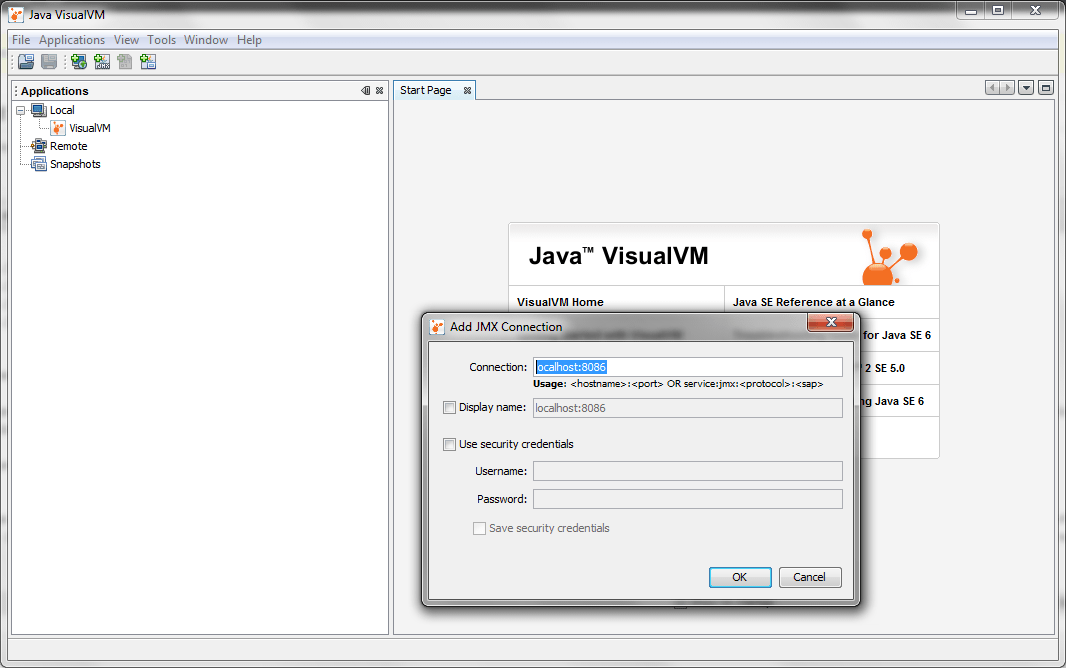 Java VisualVM
File Applications View Tools Window Help
Applications
Start Page
Local
VisualVM
Remote
Snapshots
Java™ VisualVM
VisualVM Home
Java SE Reference at a Glance
for Java SE 6
2 SE 5.0
ng Java SE 6
Add JMX Connection
Connection: localhost:8086
Usage: <hostname>:<port> OR service:jmx:<protocol>:<sap>
Display name: localhost:8086
Use security credentials
Username:
Password:
Save security credentials
OK Cancel